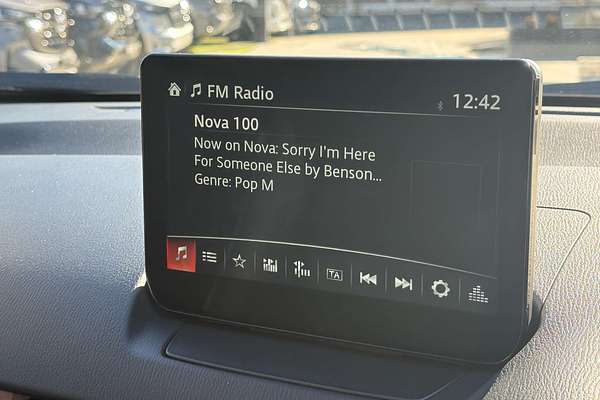 FM Radio
12:42
Nova 100
Now on Nova: Sorry I'm Here
For Someone Else by Benson...
Genre: Pop M
TA